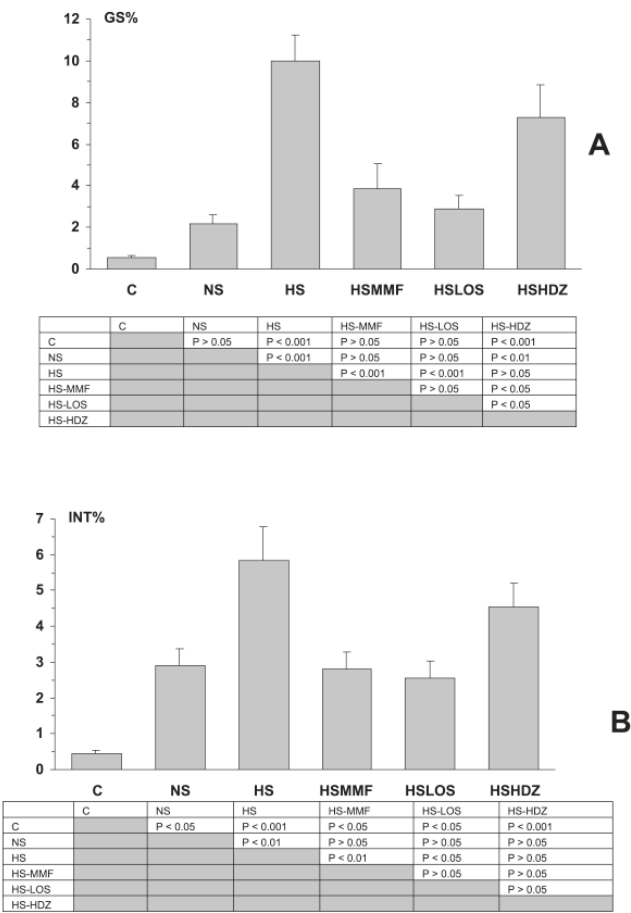 GS%
12
10
8
6
4
2
0
A
C NS HS HSMMF HSLOS HSHDZ
C NS HS HS-MMF HS-LOS HS-HDZ
C P > 0.05 P < 0.001 P > 0.05 P > 0.05 P < 0.001
NS P < 0.001 P > 0.05 P > 0.05 P < 0.01
HS P < 0.001 P < 0.001 P > 0.05
HS-MMF P > 0.05 P < 0.05
HS-LOS P < 0.05
HS-HDZ
INT%
7
6
5
4
3
2
1
0
B
C NS HS HSMMF HSLOS HSHDZ
C NS HS HS-MMF HS-LOS HS-HDZ
C P < 0.05 P < 0.001 P < 0.05 P < 0.05 P < 0.001
NS P < 0.01 P > 0.05 P > 0.05 P > 0.05
HS P < 0.01 P < 0.05 P > 0.05
HS-MMF P > 0.05 P > 0.05
HS-LOS P > 0.05
HS-HDZ